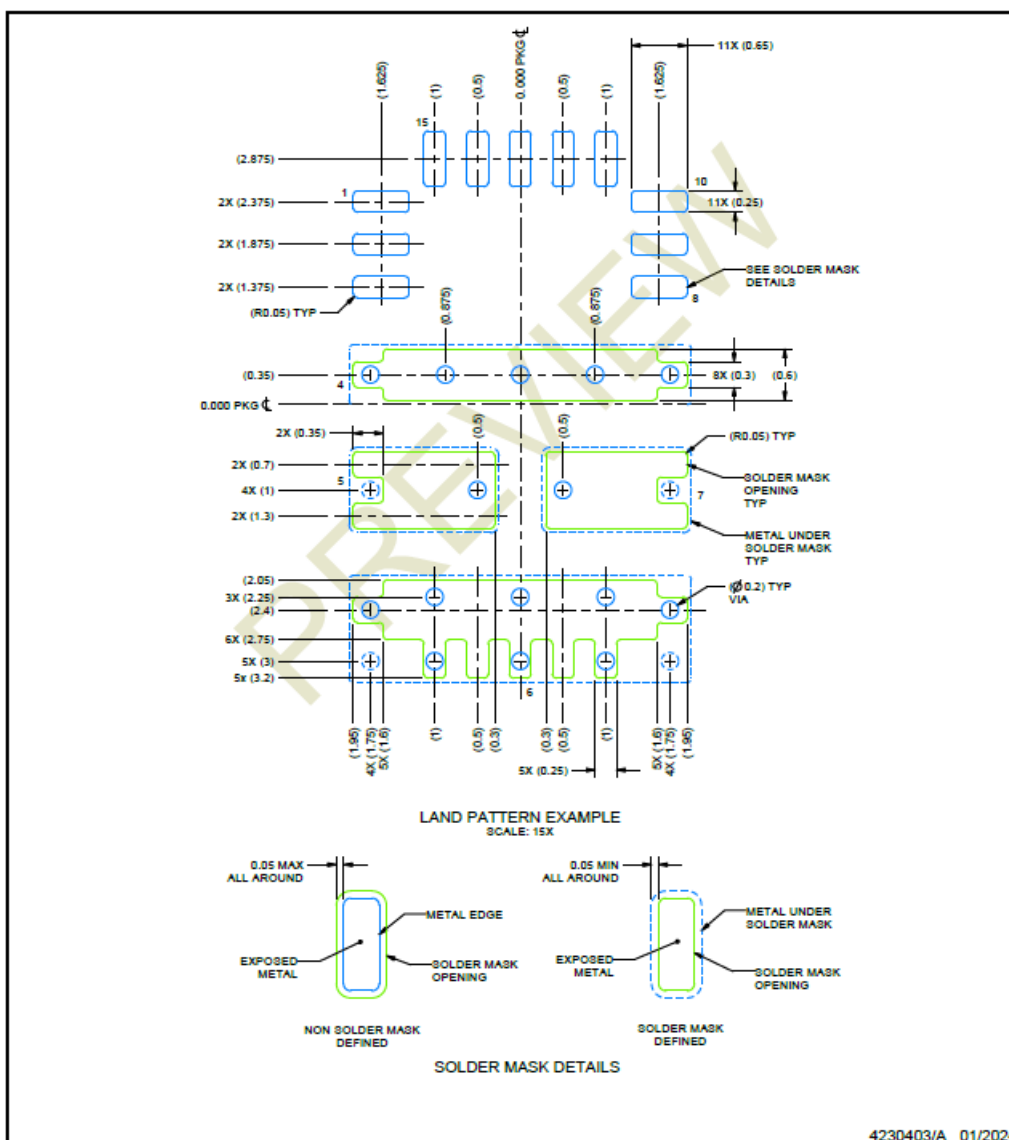 (1.625)
(1)
(0.5)
0.000 PKG ℄
(0.5)
(1)
(1.625)
11X (0.65)
15
(2.875)
1
10
2X (2.375)
11X (0.25)
2X (1.875)
2X (1.375)
SEE SOLDER MASK
DETAILS
8
(R0.05) TYP
(0.875)
(0.875)
(0.35)
4
8X (0.3)
(0.6)
0.000 PKG ℄
2X (0.35)
(0.5)
(0.5)
(R0.05) TYP
2X (0.7)
5
4X (1)
2X (1.3)
SOLDER MASK
OPENING
TYP
7
METAL UNDER
SOLDER MASK
TYP
(2.05)
3X (2.25)
(2.4)
6X (2.75)
5X (3)
5x (3.2)
(Ø0.2) TYP
VIA
6
(1.95)
4X (1.75)
5X (1.6)
(1)
(0.5)
(0.3)
(0.3)
(0.5)
5X (0.25)
(1)
5X (1.6)
4X (1.75)
(1.95)
PREVIEW
LAND PATTERN EXAMPLE
SCALE: 15X
0.05 MAX
ALL AROUND
METAL EDGE
EXPOSED
METAL
SOLDER MASK
OPENING
NON SOLDER MASK
DEFINED
0.05 MIN
ALL AROUND
METAL UNDER
SOLDER MASK
EXPOSED
METAL
SOLDER MASK
OPENING
SOLDER MASK
DEFINED
SOLDER MASK DETAILS
4230403/A